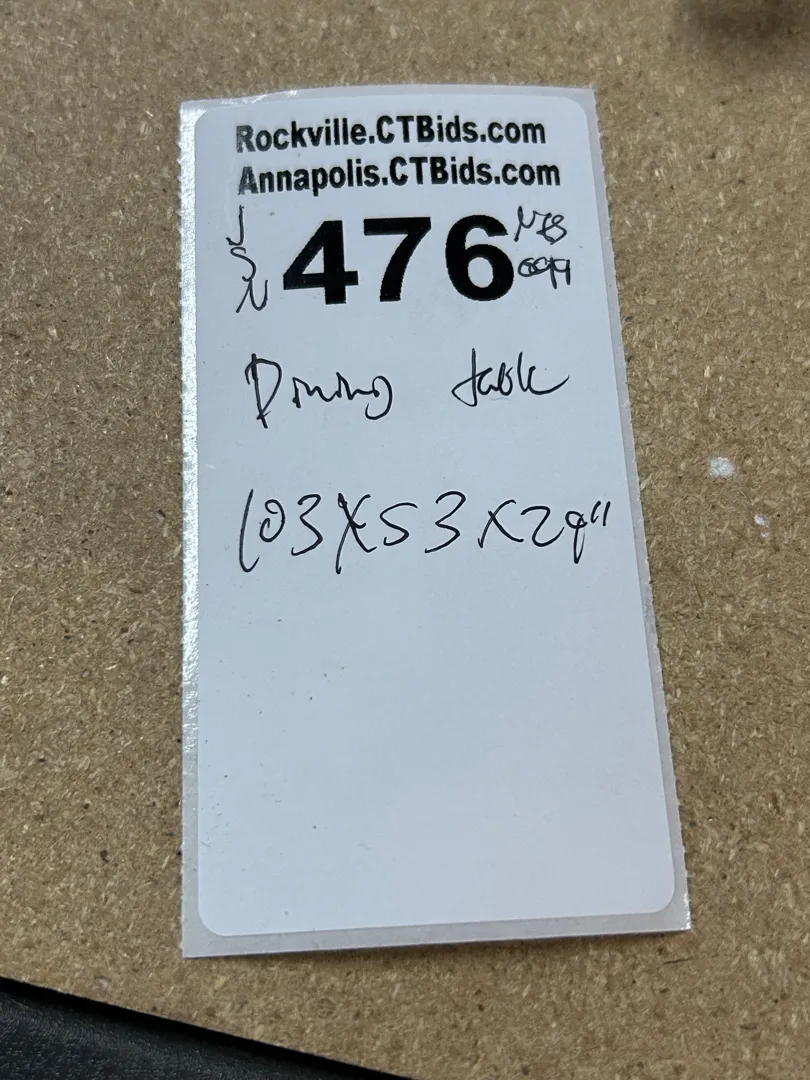 Rockville.CTBids.com
Annapolis.CTBids.com
J
S
N
476
Dining table
103X53X29"